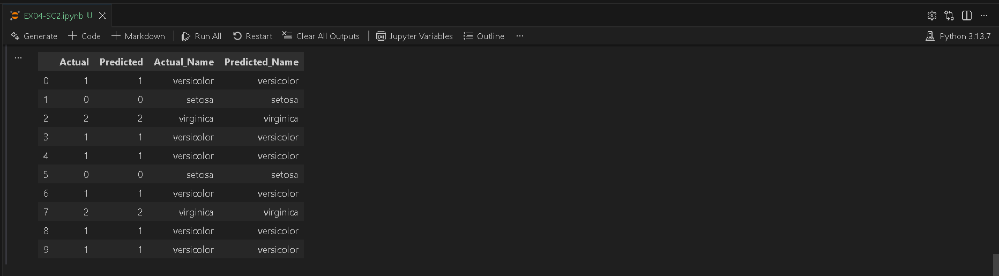 EX04-SC2.ipynb U
Generate Code Markdown Run All Restart Clear All Outputs Jupyter Variables Outline ... Python 3.13.7
...
Actual Predicted Actual_Name Predicted_Name
0 1 1 versicolor versicolor
1 0 0 setosa setosa
2 2 2 virginica virginica
3 1 1 versicolor versicolor
4 1 1 versicolor versicolor
5 0 0 setosa setosa
6 1 1 versicolor versicolor
7 2 2 virginica virginica
8 1 1 versicolor versicolor
9 1 1 versicolor versicolor